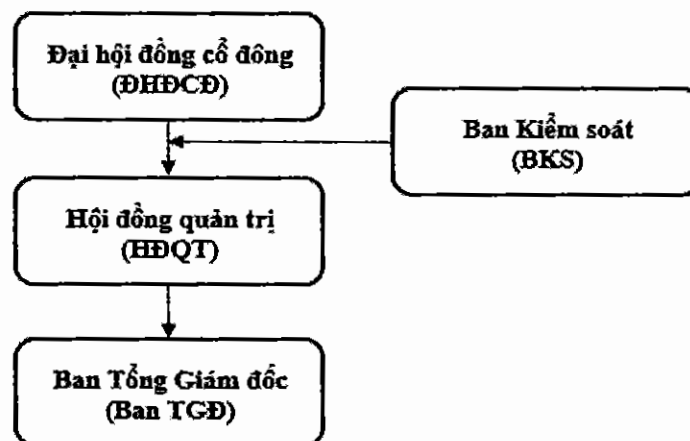 Đại hội đồng cổ đông
(ĐHĐCĐ)
Ban Kiểm soát
(BKS)
Hội đồng quản trị
(HĐQT)
Ban Tổng Giám đốc
(Ban TGĐ)